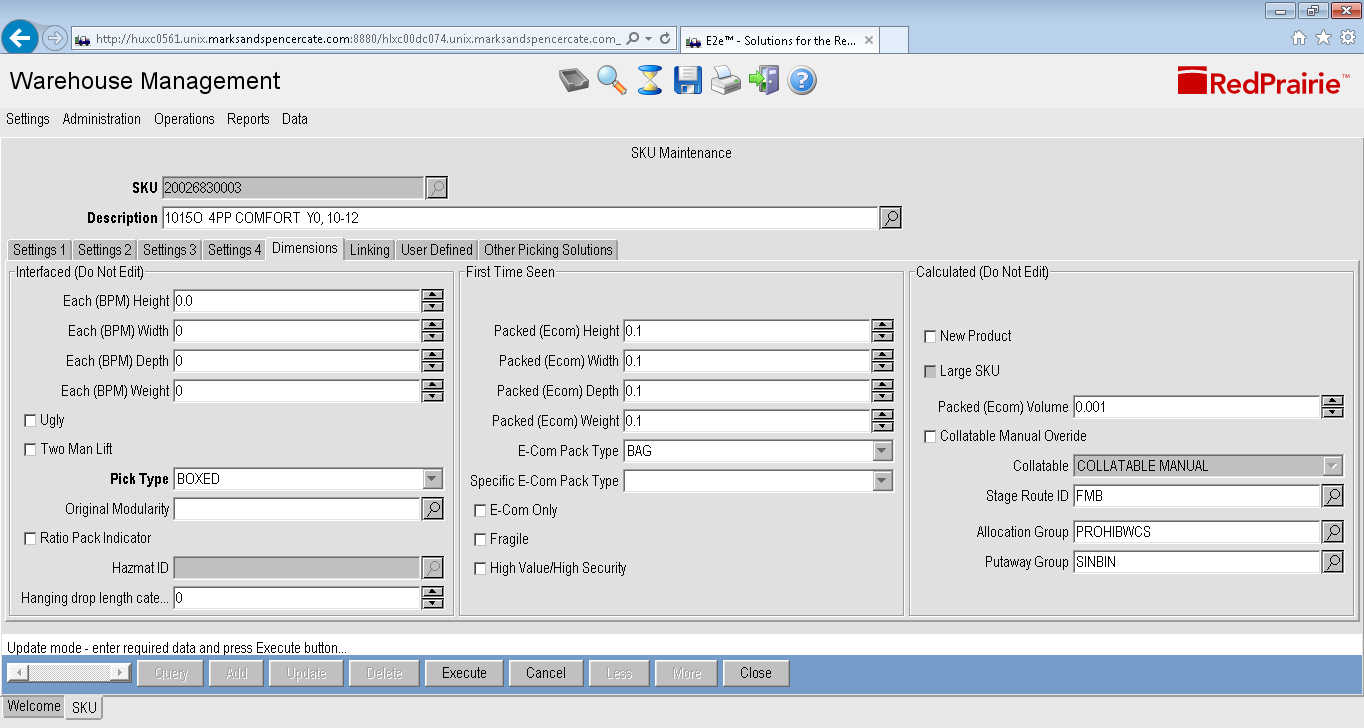 http://huxc0561.unix.marksandspencercate.com:8880/hlxc00dc074.unix.marksandspencercate.com_
E2e™ - Solutions for the Re...
Warehouse Management
RedPrairie™
Settings Administration Operations Reports Data
SKU Maintenance
SKU 20026830003
Description 1015O 4PP COMFORT Y0, 10-12
Settings 1 Settings 2 Settings 3 Settings 4 Dimensions Linking User Defined Other Picking Solutions
Interfaced (Do Not Edit)
Each (BPM) Height 0.0
Each (BPM) Width 0
Each (BPM) Depth 0
Each (BPM) Weight 0
Ugly
Two Man Lift
Pick Type BOXED
Original Modularity
Ratio Pack Indicator
Hazmat ID
Hanging drop length cate... 0
First Time Seen
Packed (Ecom) Height 0.1
Packed (Ecom) Width 0.1
Packed (Ecom) Depth 0.1
Packed (Ecom) Weight 0.1
E-Com Pack Type BAG
Specific E-Com Pack Type
E-Com Only
Fragile
High Value/High Security
Calculated (Do Not Edit)
New Product
Large SKU
Packed (Ecom) Volume 0.001
Collatable Manual Overide
Collatable COLLATABLE MANUAL
Stage Route ID FMB
Allocation Group PROHIBWCS
Putaway Group SINBIN
Update mode - enter required data and press Execute button...
Query Add Update Delete Execute Cancel Less More Close
Welcome SKU